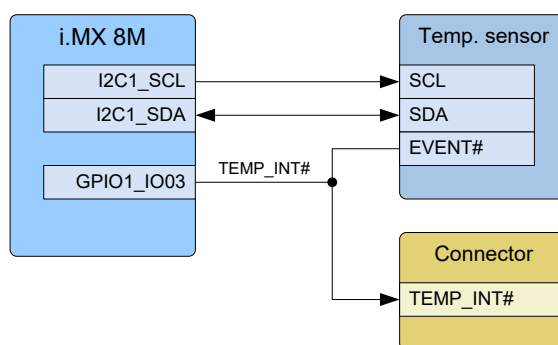 i.MX 8M
I2C1_SCL
I2C1_SDA
GPIO1_IO03
TEMP_INT#
Temp. sensor
SCL
SDA
EVENT#
Connector
TEMP_INT#